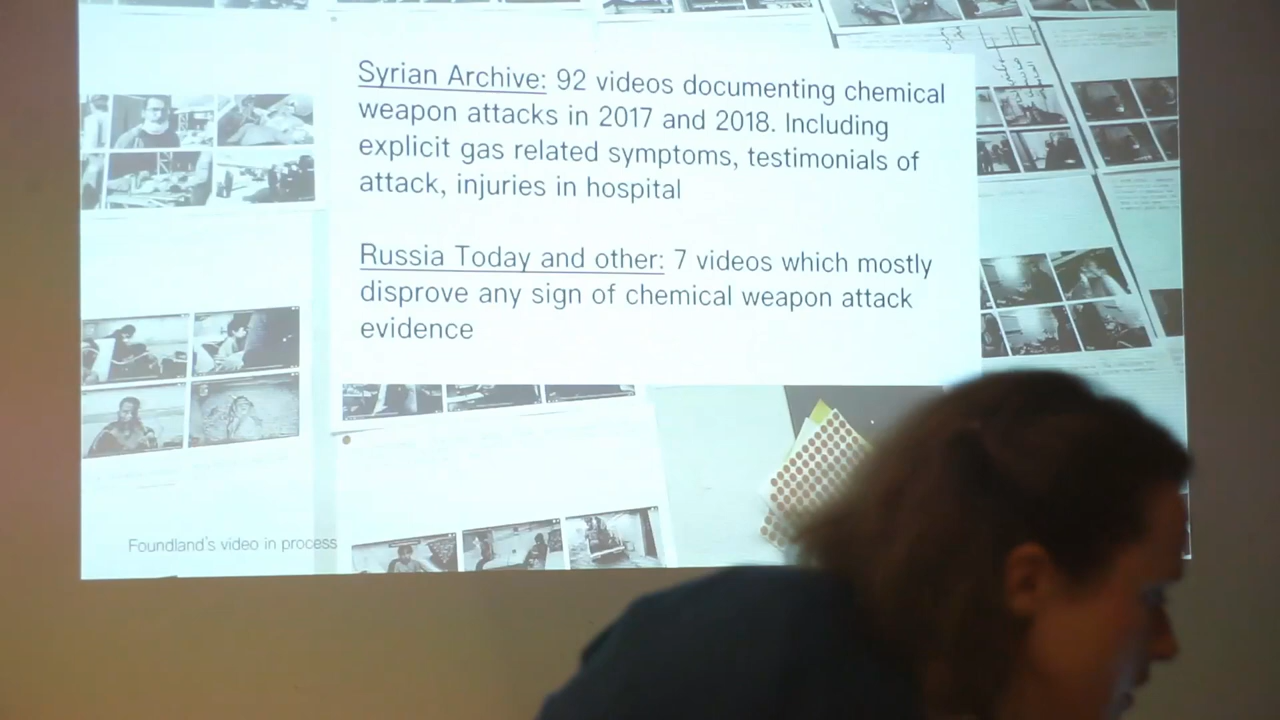 Syrian Archive: 92 videos documenting chemical
weapon attacks in 2017 and 2018. Including
explicit gas related symptoms, testimonials of
attack, injuries in hospital
Russia Today and other: 7 videos which mostly
disprove any sign of chemical weapon attack
evidence
Foundland's video in process